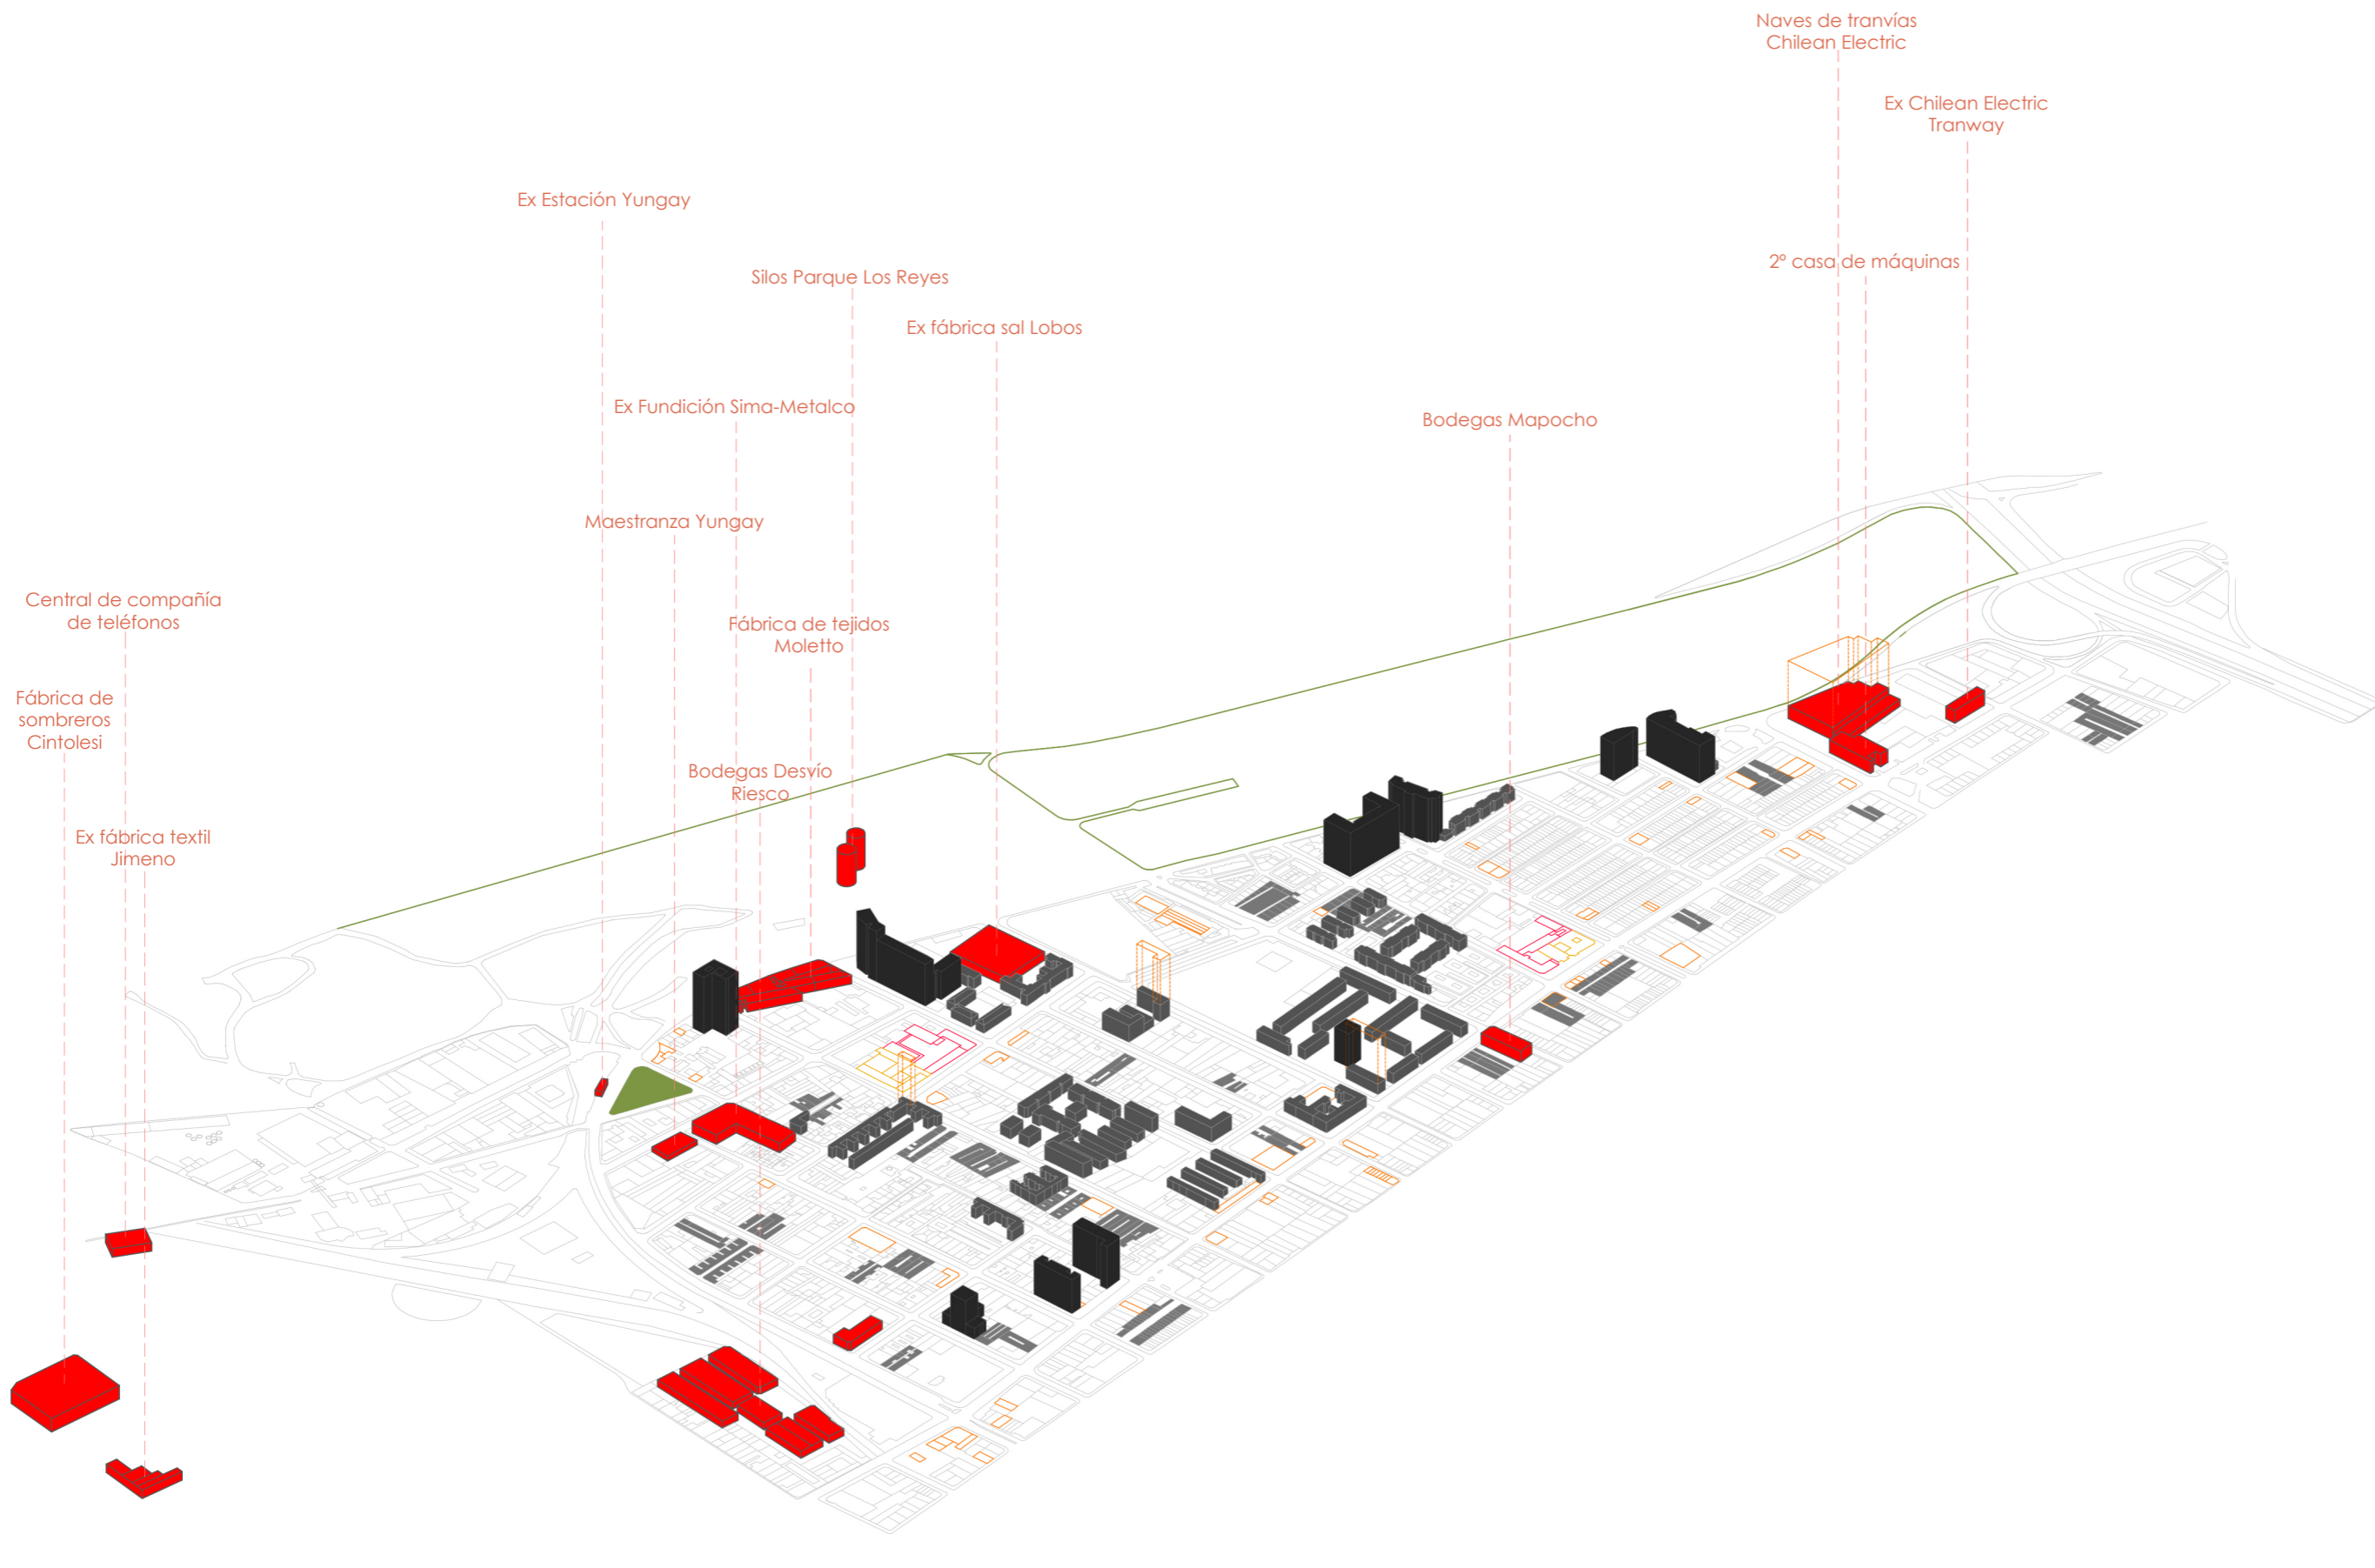 Naves de tranvías
Chilean Electric
Ex Chilean Electric
Tranway
Ex Estación Yungay
2º casa de máquinas
Silos Parque Los Reyes
Ex fábrica sal Lobos
Ex Fundición Sima-Metalco
Bodegas Mapocho
Maestranza Yungay
Central de compañía
de teléfonos
Fábrica de tejidos
Moletto
Fábrica de
sombreros
Cintolesi
Bodegas Desvío
Riesco
Ex fábrica textil
Jimeno